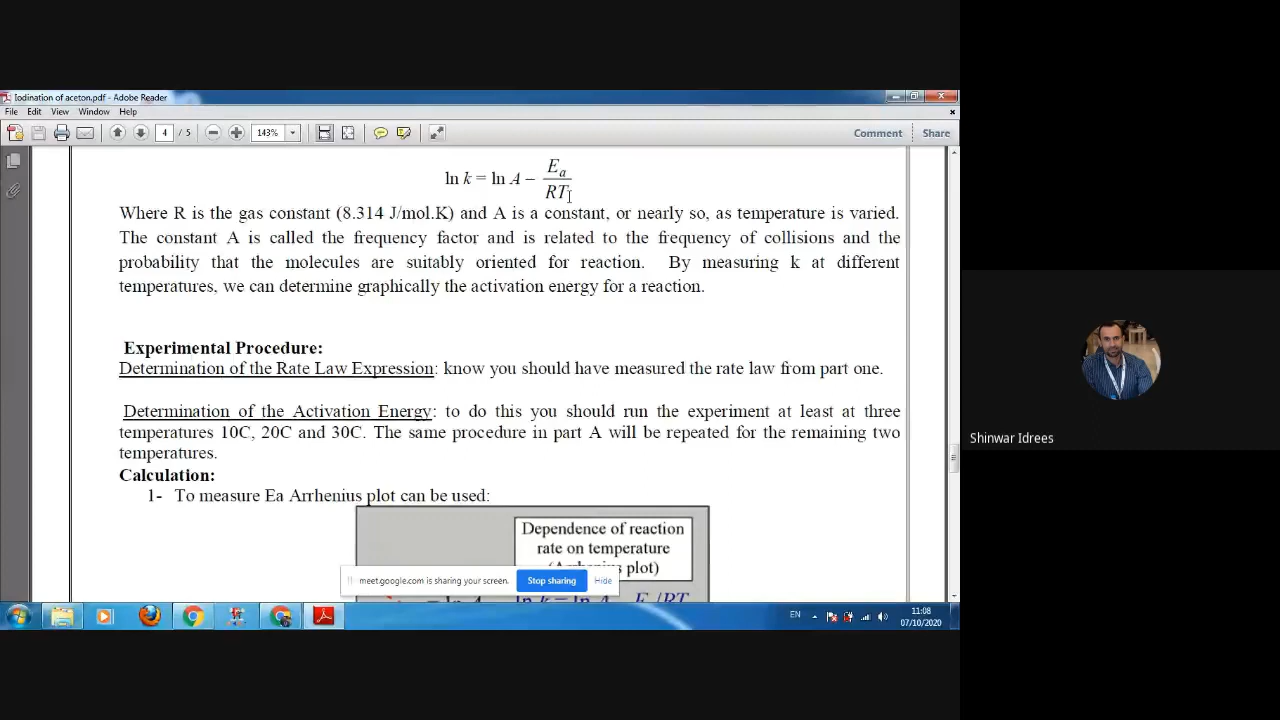 Iodination of aceton.pdf - Adobe Reader
File Edit View Window Help
4 / 5 143% Comment Share
ln k = ln A − Ea/RT
Where R is the gas constant (8.314 J/mol.K) and A is a constant, or nearly so, as temperature is varied.
The constant A is called the frequency factor and is related to the frequency of collisions and the
probability that the molecules are suitably oriented for reaction. By measuring k at different
temperatures, we can determine graphically the activation energy for a reaction.
Experimental Procedure:
Determination of the Rate Law Expression: know you should have measured the rate law from part one.
Determination of the Activation Energy: to do this you should run the experiment at least at three
temperatures 10C, 20C and 30C. The same procedure in part A will be repeated for the remaining two
temperatures.
Calculation:
1- To measure Ea Arrhenius plot can be used:
Dependence of reaction
rate on temperature
(Arrhenius plot)
meet.google.com is sharing your screen. Stop sharing Hide
= ln A ln k = ln A Ea/RT
EN 11:08
07/10/2020
Shinwar Idrees